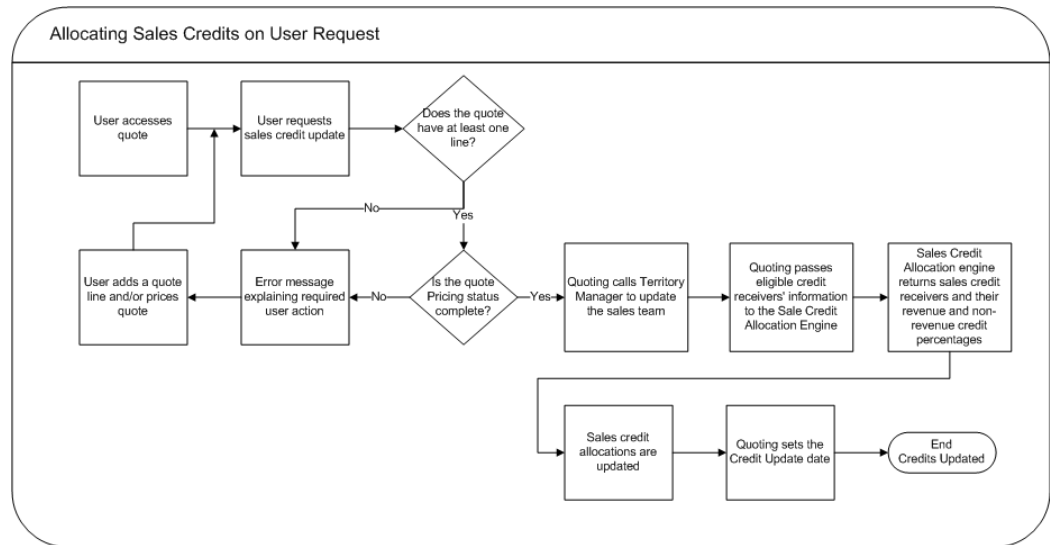 Allocating Sales Credits on User Request
User accesses
quote
User requests
sales credit update
Does the quote
have at least one
line?
No
Yes
User adds a quote
line and/or prices
quote
Error message
explaining required
user action
No
Is the quote
Pricing status
complete?
Yes
Quoting calls Territory
Manager to update
the sales team
Quoting passes
eligible credit
receivers' information
to the Sale Credit
Allocation Engine
Sales Credit
Allocation engine
returns sales credit
receivers and their
revenue and non-
revenue credit
percentages
Sales credit
allocations are
updated
Quoting sets the
Credit Update date
End
Credits Updated